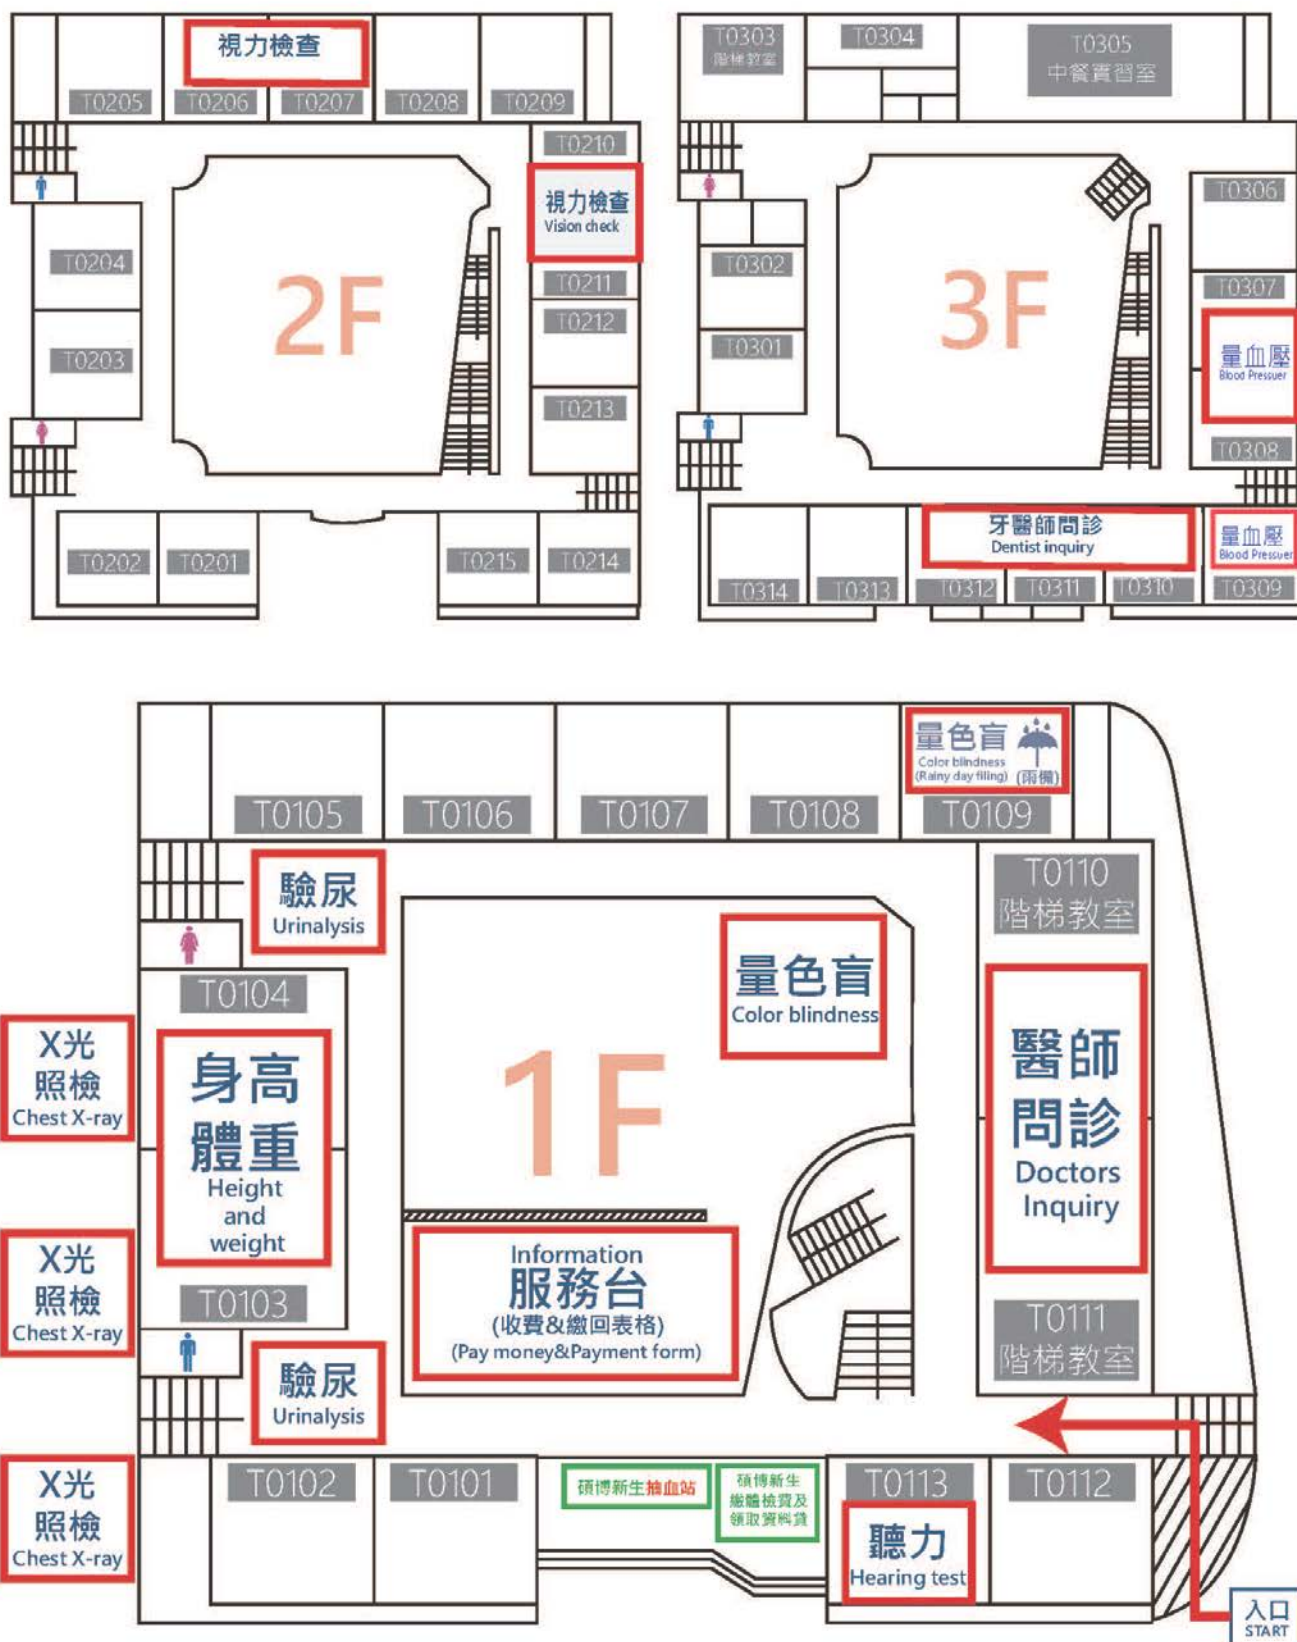 視力檢查
T0205
T0206
T0207
T0208
T0209
T0210
視力檢查
Vision check
T0211
T0212
T0213
T0204
T0203
2F
T0202
T0201
T0215
T0214
T0303
階梯教室
T0304
T0305
中餐實習室
T0306
T0302
T0307
T0301
3F
量血壓
Blood Pressuer
T0308
牙醫師問診
Dentist inquiry
量血壓
Blood Pressuer
T0314
T0313
T0312
T0311
T0310
T0309
量色盲
Color blindness
(Rainy day filing) (雨備)
T0105
T0106
T0107
T0108
T0109
驗尿
Urinalysis
T0110
階梯教室
量色盲
Color blindness
T0104
X光
照檢
Chest X-ray
身高
體重
Height
and
weight
1F
醫師
問診
Doctors
Inquiry
X光
照檢
Chest X-ray
Information
服務台
(收費&繳回表格)
(Pay money&Payment form)
T0103
T0111
階梯教室
驗尿
Urinalysis
X光
照檢
Chest X-ray
T0102
T0101
碩博新生抽血站
碩博新生
繳體檢費及
領取資料袋
T0113
T0112
聽力
Hearing test
入口
START